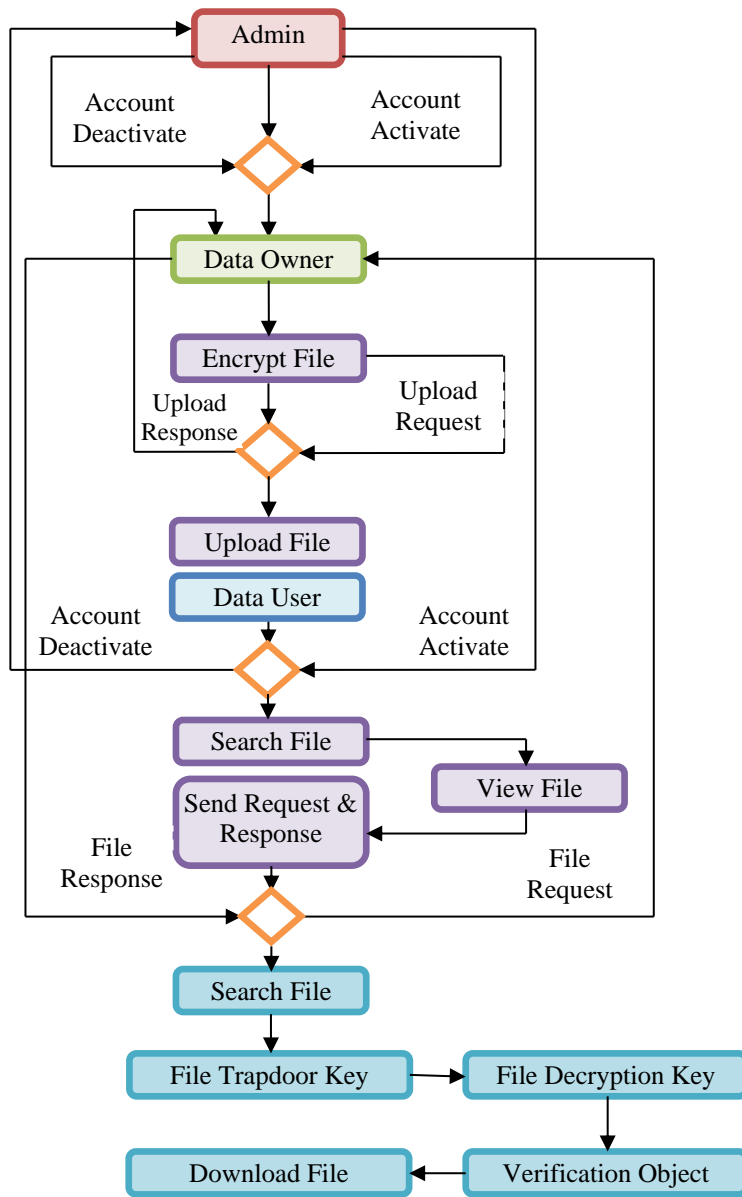 Admin
Account
Deactivate
Account
Activate
Data Owner
Encrypt File
Upload
Response
Upload
Request
Upload File
Data User
Account
Deactivate
Account
Activate
Search File
View File
Send Request &
Response
File
Response
File
Request
Search File
File Trapdoor Key
File Decryption Key
Download File
Verification Object